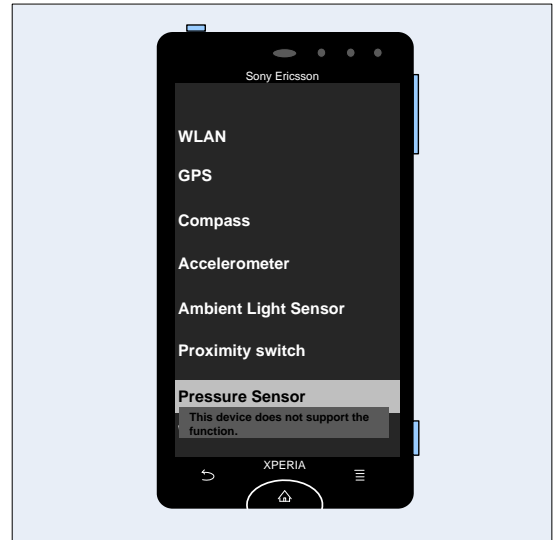 Sony Ericsson
WLAN
GPS
Compass
Accelerometer
Ambient Light Sensor
Proximity switch
Pressure Sensor
This device does not support the
function.
XPERIA